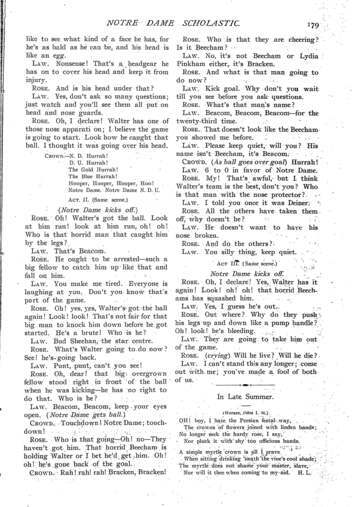 NOTRE DAME SCHOLASTIC.
179
like to see what kind of a face he has, for
he's as bald as he can be, and his head is
like an egg.
LAW. Nonsense! That's a headgear he
has on to cover his head and keep it from
injury.
ROSE. And is his head under that?
LAW. Yes, don't ask so many questions;
just watch and you'll see them all put on
head and nose guards.
ROSE. Oh, I declare! Walter has one of
those nose apparati on; I believe the game
is going to start. Look how he caught that
ball. I thought it was going over his head.
CROWD.—N. D. Hurrah!
D. U. Hurrah!
The Gold Hurrah!
The Blue Hurrah!
Hooper, Hooper, Hooper, Hoo!
Notre Dame, Notre Dame N. D. U.
ACT. II. (Same scene.)
(Notre Dame kicks off.)
ROSE. Oh! Walter's got the ball. Look
at him run! look at him run, oh! oh!
Who is that horrid man that caught him
by the legs?
LAW. That's Beacom.
ROSE. He ought to be arrested—such a
big fellow to catch him up like that and
fall on him.
LAW. You make me tired. Everyone is
laughing at you. Don't you know that's
part of the game.
ROSE. Oh! yes, yes, Walter's got the ball
again! Look! look! That's not fair for that
big man to knock him down before he got
started. He's a brute! Who is he?
LAW. Bud Sheehan, the star centre.
ROSE. What's Walter going to do now?
See! he's going back.
LAW. Punt, punt, can't you see!
ROSE. Oh, dear! that big overgrown
fellow stood right in front of the ball
when he was kicking—he has no right to
do that. Who is he?
LAW. Beacom, Beacom, keep your eyes
open. (Notre Dame gets ball.)
CROWD. Touchdown! Notre Dame; touch-
down!
ROSE. Who is that going—Oh! no—They
haven't got him. That horrid Beacom is
holding Walter or I bet he'd get him. Oh!
oh! he's gone back of the goal.
CROWD. Rah! rah! rah! Bracken, Bracken!
ROSE. Who is that they are cheering?
Is it Beecham?
LAW. No, it's not Beecham or Lydia
Pinkham either, it's Bracken.
ROSE. And what is that man going to
do now?
LAW. Kick goal. Why don't you wait
till you see before you ask questions.
ROSE. What's that man's name?
LAW. Beacom, Beacom, Beacom—for the
twenty-third time.
ROSE. That doesn't look like the Beecham
you showed me before.
LAW. Please keep quiet, will you? His
name isn't Beecham, it's Beacom.
CROWD. (As ball goes over goal) Hurrah!
LAW. 6 to 0 in favor of Notre Dame.
ROSE. My! That's awful, but I think
Walter's team is the best, don't you? Who
is that man with the nose protector?
LAW. I told you once it was Deiner.
ROSE. All the others have taken them
off, why doesn't he?
LAW. He doesn't want to have his
nose broken.
ROSE. And do the others?
LAW. You silly thing, keep quiet.
ACT III. (Same scene.)
Notre Dame kicks off.
ROSE. Oh, I declare! Yes, Walter has it
again! Look! oh! oh! that horrid Beech-
ams has squashed him.
LAW. Yes, I guess he's out.
ROSE. Out where? Why do they push
his legs up and down like a pump handle?
Oh! look! he's bleeding.
LAW. They are going to take him out
of the game.
ROSE. (crying) Will he live? Will he die?
LAW. I can't stand this any longer; come
out with me; you've made a fool of both
of us.
In Late Summer.
(Horace, Odes I. 38.)
OH! boy, I hate the Persian festal way,
The crowns of flowers joined with linden bands;
No longer seek the hardy rose, I say,
Nor pluck it with thy too officious hands.
A simple myrtle crown is all I crave
When sitting drinking 'neath the vine's cool shade;
The myrtle does not shame your master, slave,
Nor will it thee when coming to my aid. H. L.